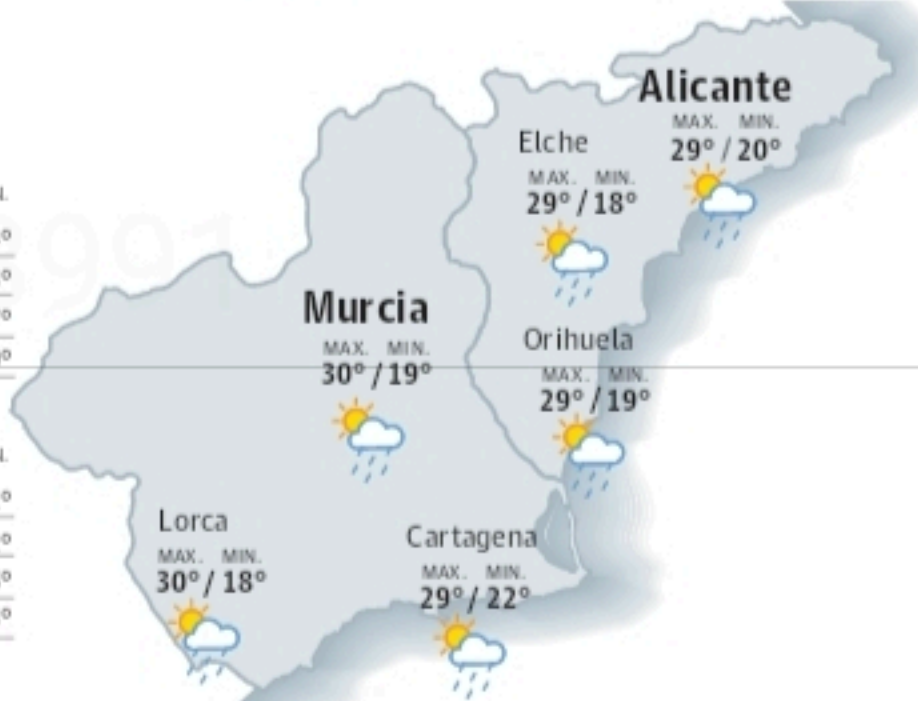 Alicante
MAX. MIN.
29° / 20°
Elche
MAX. MIN.
29° / 18°
Murcia
MAX. MIN.
30° / 19°
Orihuela
MAX. MIN.
29° / 19°
Lorca
MAX. MIN.
30° / 18°
Cartagena
MAX. MIN.
29° / 22°